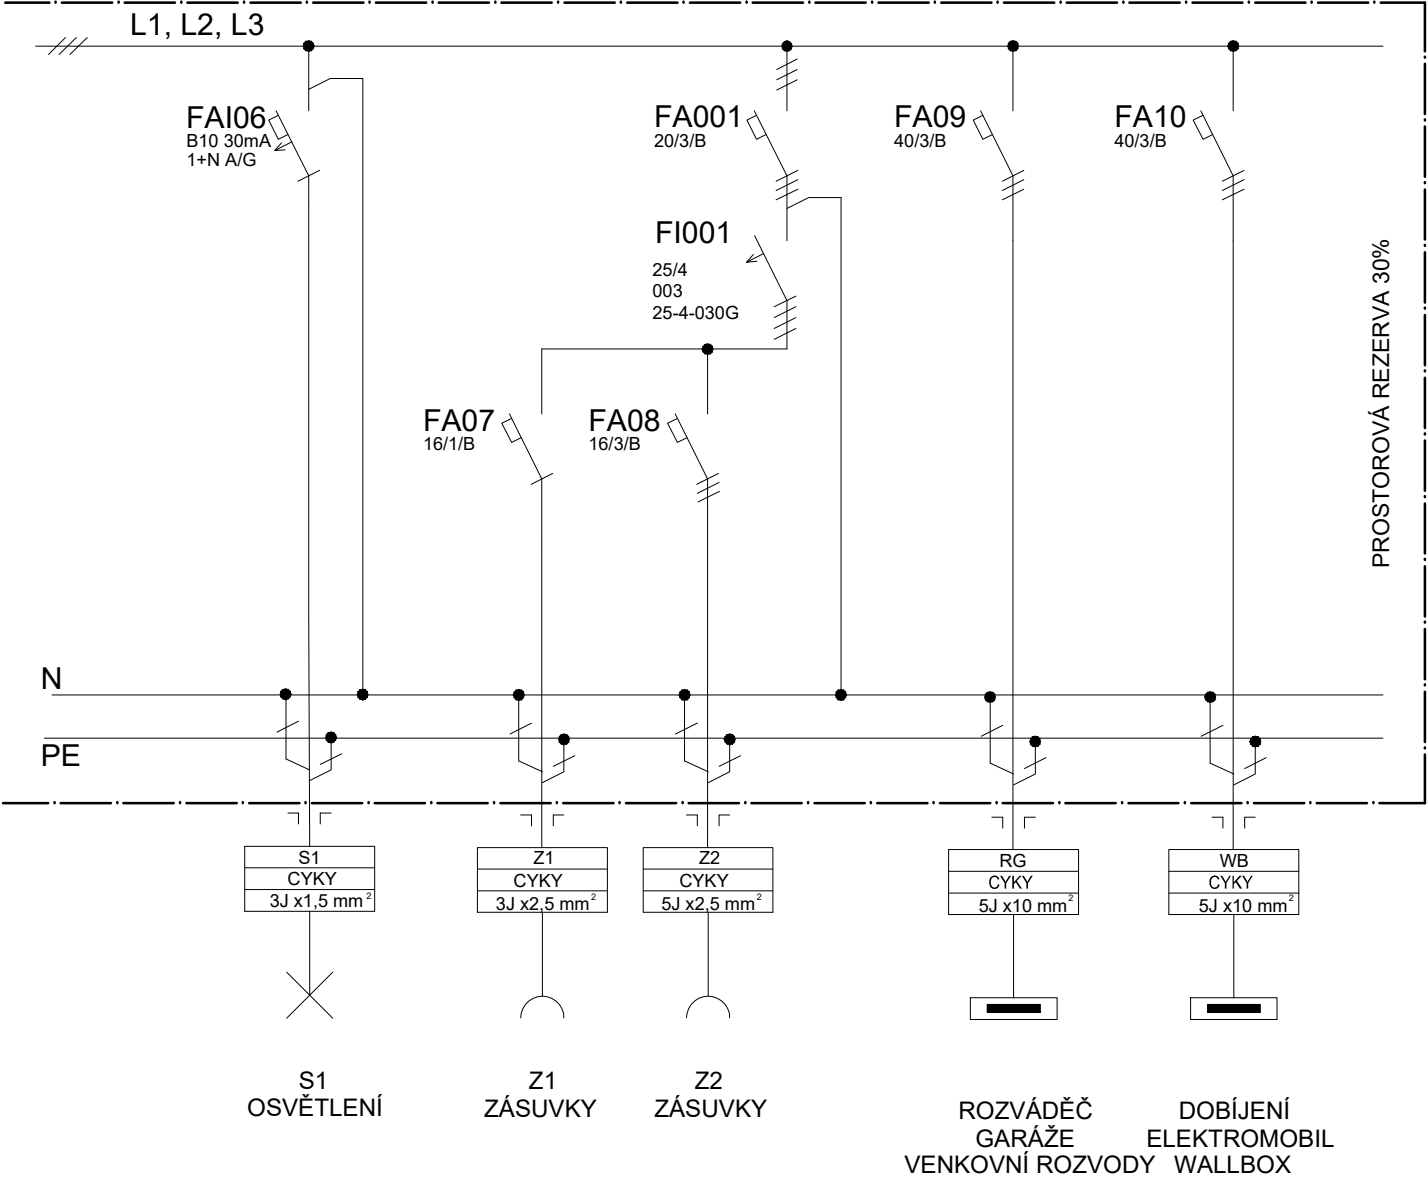 L1, L2, L3
FAI06
B10 30mA
1+N A/G
FA001
20/3/B
FA09
40/3/B
FA10
40/3/B
FI001
25/4
003
25-4-030G
PROSTOROVÁ REZERVA 30%
FA07
16/1/B
FA08
16/3/B
N
PE
S1
CYKY
3J x1,5 mm²
Z1
CYKY
3J x2,5 mm²
Z2
CYKY
5J x2,5 mm²
RG
CYKY
5J x10 mm²
WB
CYKY
5J x10 mm²
S1
OSVĚTLENÍ
Z1
ZÁSUVKY
Z2
ZÁSUVKY
ROZVÁDĚČ
GARÁŽE
VENKOVNÍ ROZVODY
DOBÍJENÍ
ELEKTROMOBIL
WALLBOX